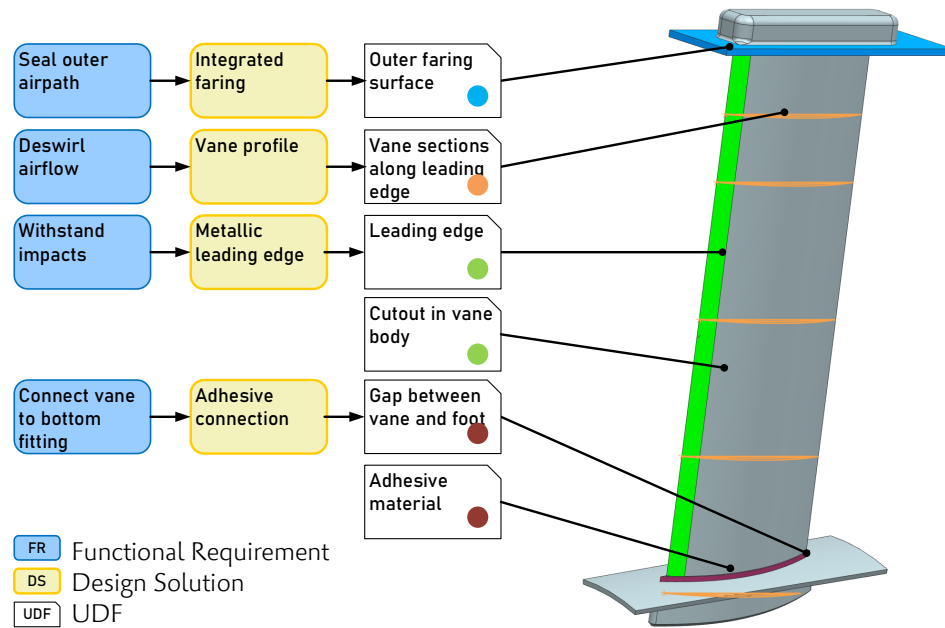 Seal outer
airpath
Integrated
faring
Outer faring
surface
Deswirl
airflow
Vane profile
Vane sections
along leading
edge
Withstand
impacts
Metallic
leading edge
Leading edge
Cutout in vane
body
Connect vane
to bottom
fitting
Adhesive
connection
Gap between
vane and foot
Adhesive
material
FR Functional Requirement
DS Design Solution
UDF UDF